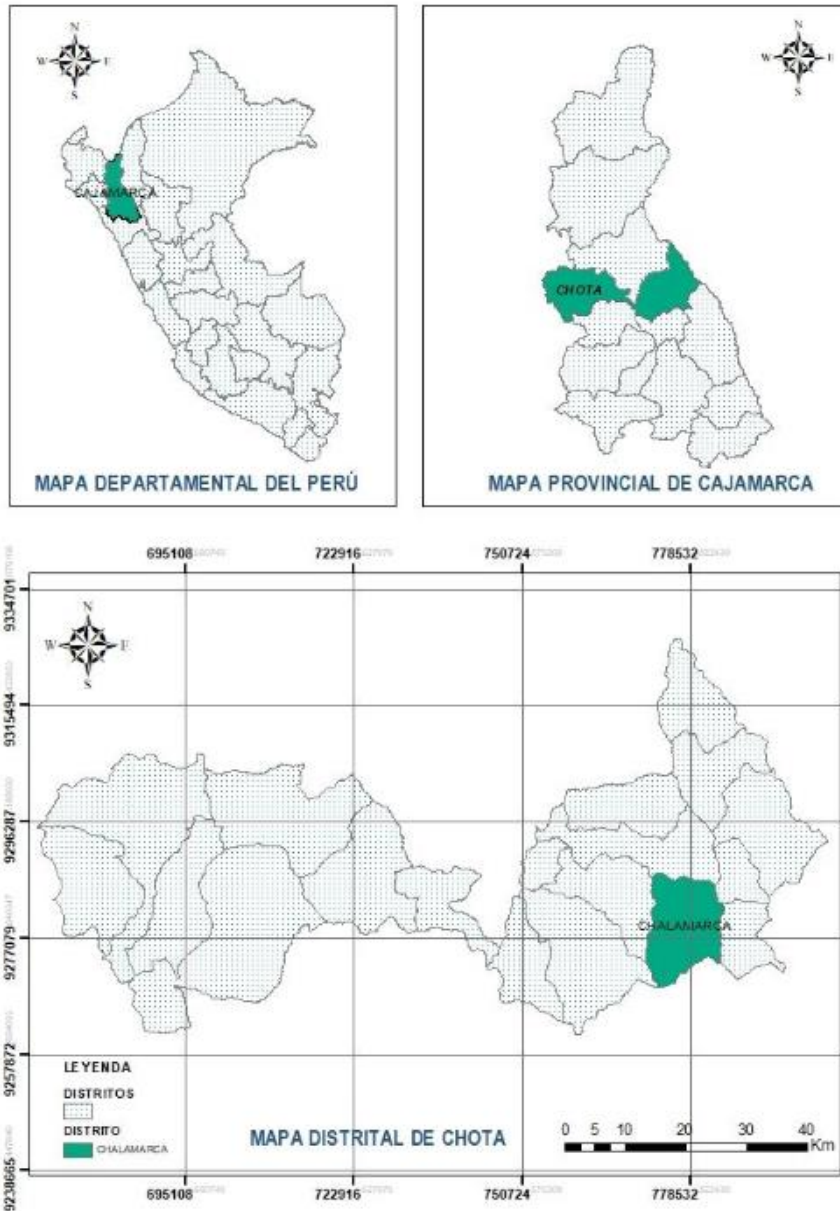 N
W E
S
CAJAMARCA
MAPA DEPARTAMENTAL DEL PERÚ
N
W E
S
CHOTA
MAPA PROVINCIAL DE CAJAMARCA
695108 722916 750724 778532
9334701
9315494
9296287
9277079
9257872
9238665
N
W E
S
CHALAMARCA
LEYENDA
DISTRITOS
DISTRITO
CHALAMARCA
MAPA DISTRITAL DE CHOTA
0 5 10 20 30 40
Km
695108 722916 750724 778532